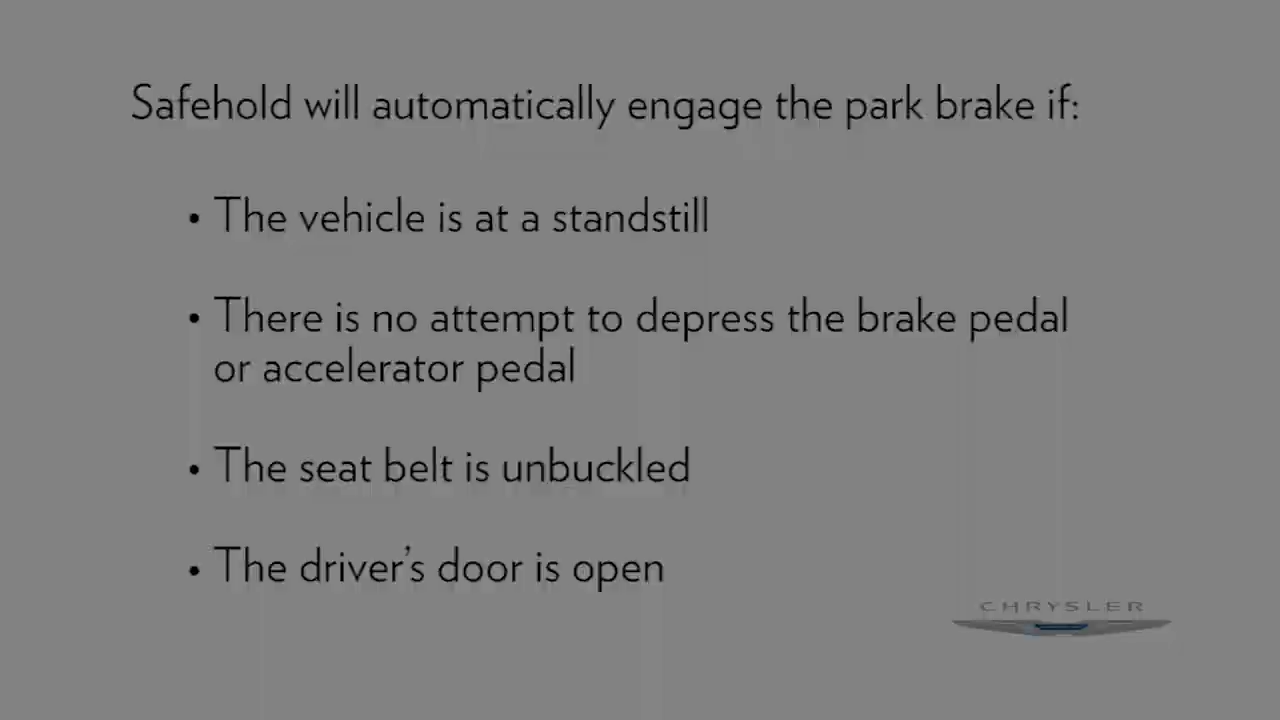 Safehold will automatically engage the park brake if:
• The vehicle is at a standstill
• There is no attempt to depress the brake pedal
or accelerator pedal
• The seat belt is unbuckled
• The driver’s door is open
CHRYSLER